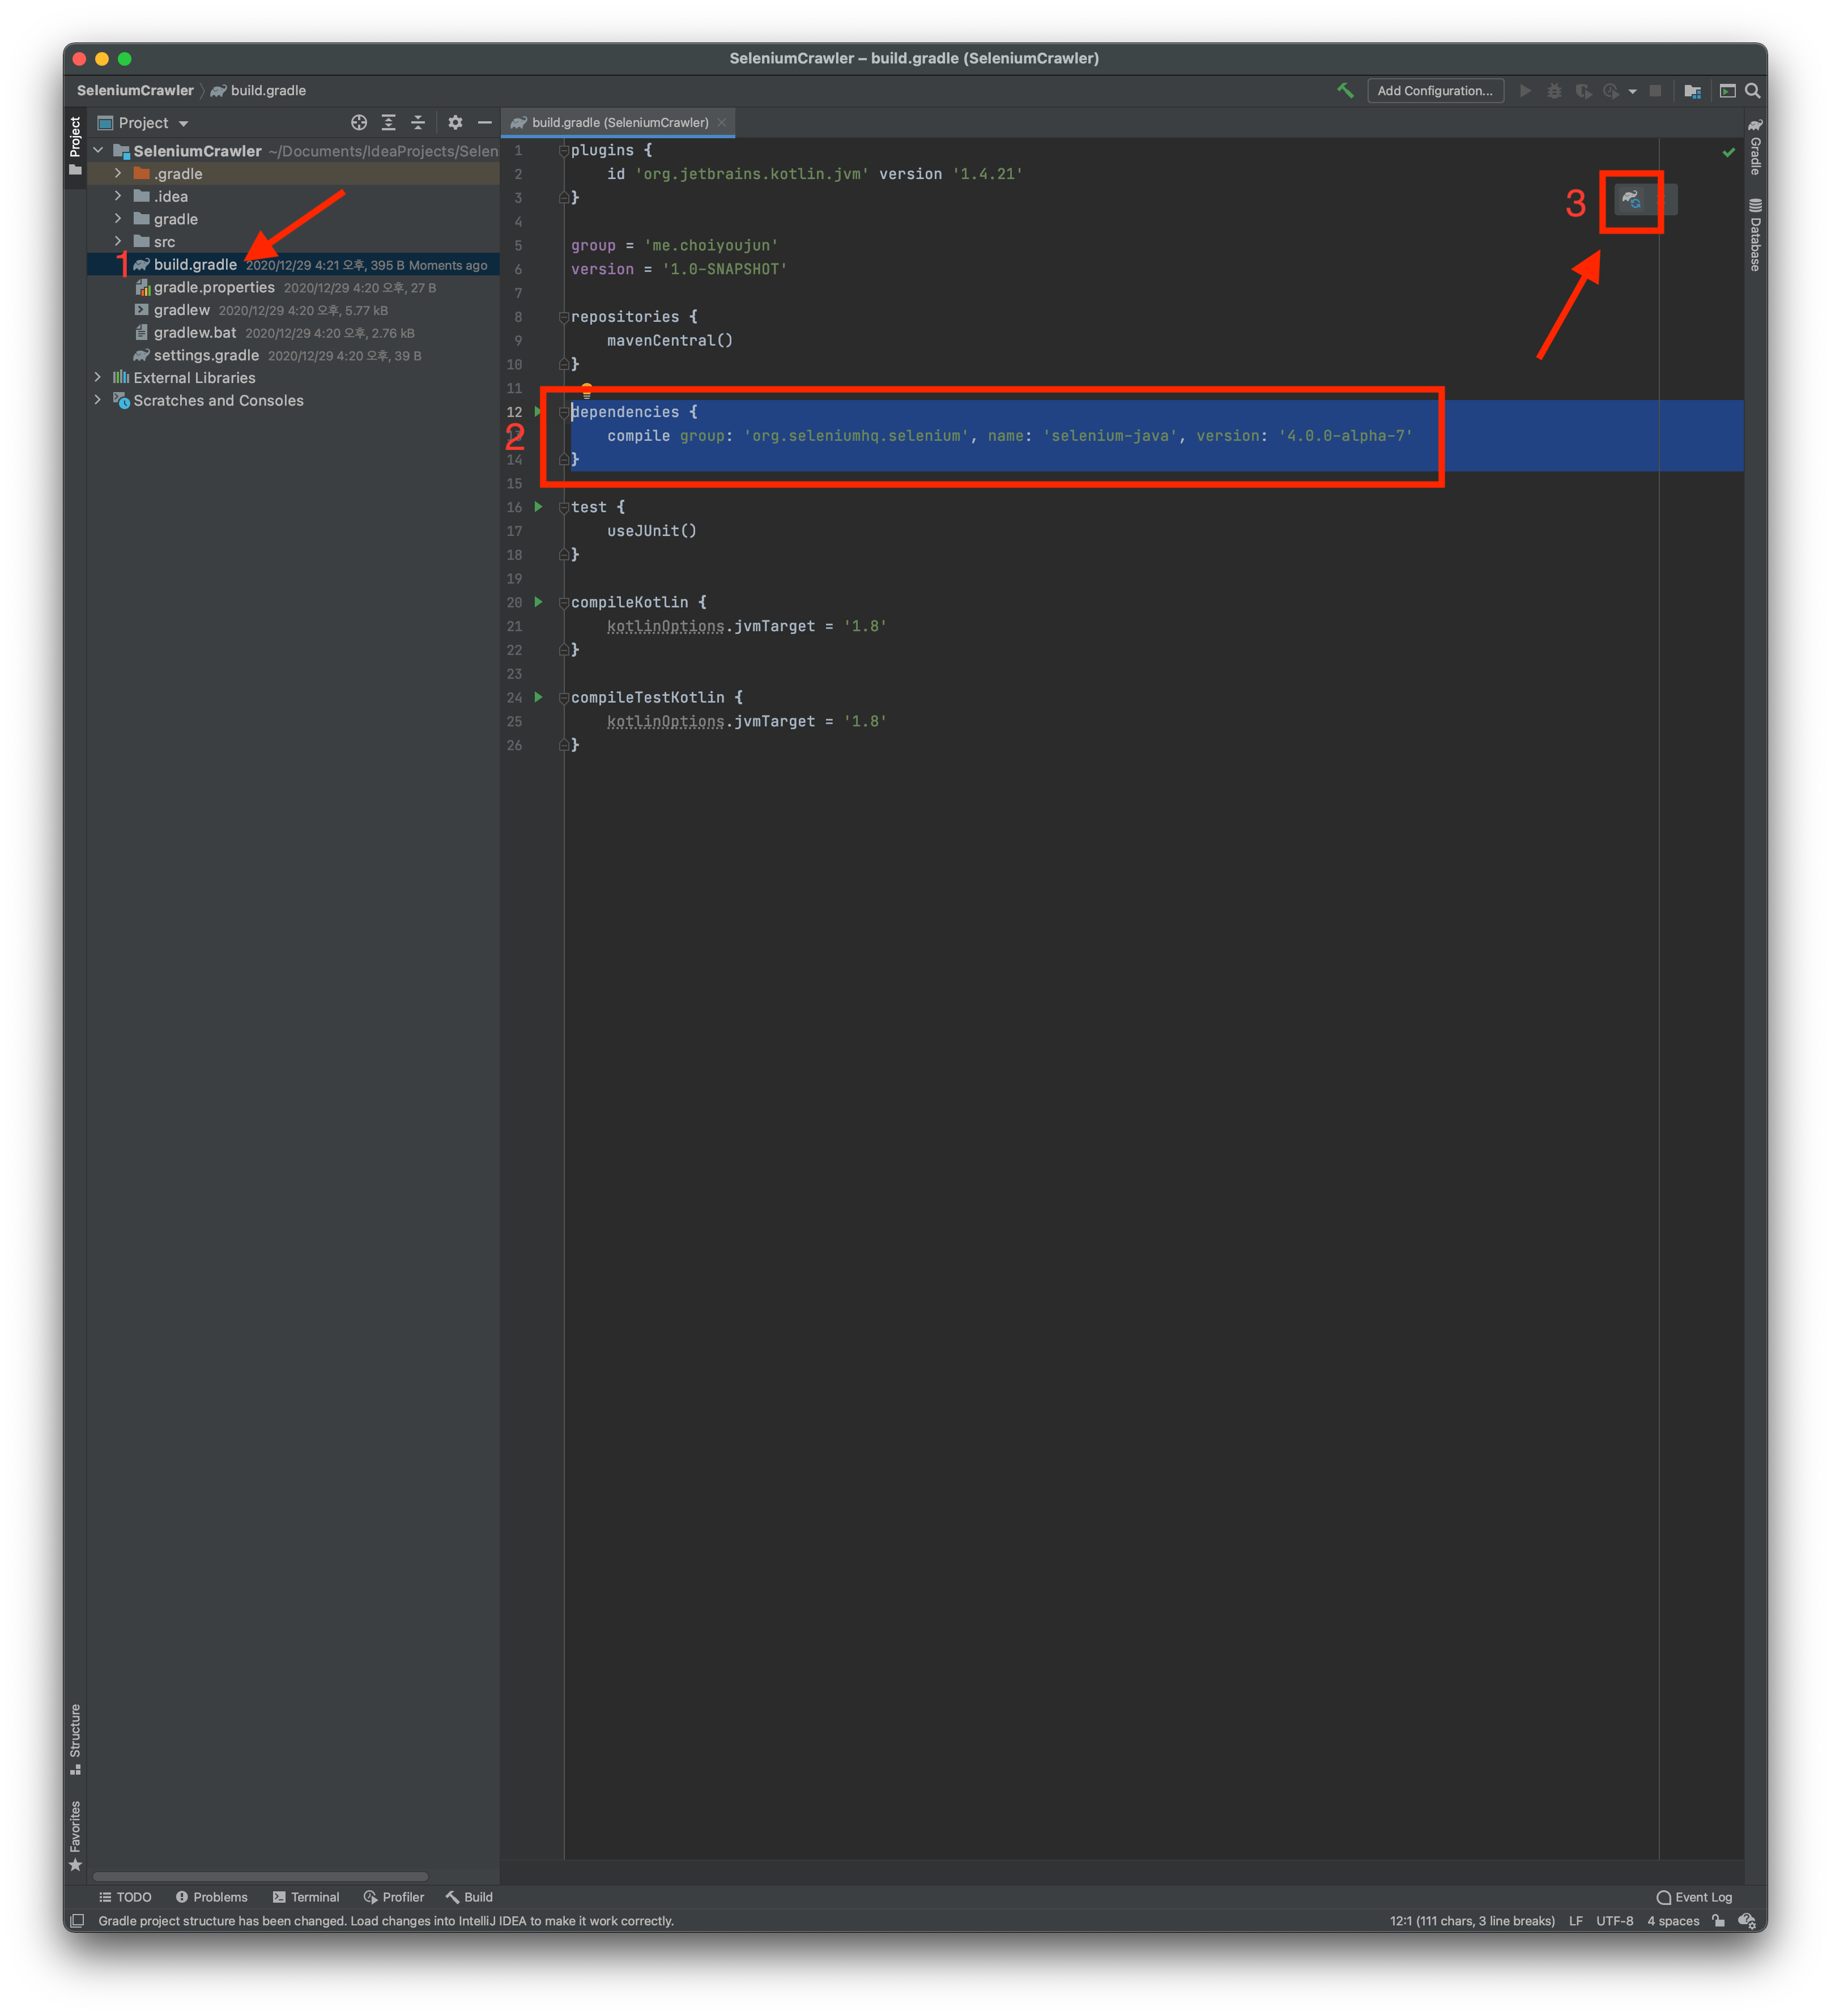 SeleniumCrawler – build.gradle (SeleniumCrawler)
SeleniumCrawler build.gradle
Add Configuration...
Project
Project
build.gradle (SeleniumCrawler)
SeleniumCrawler ~/Documents/IdeaProjects/Selen
.gradle
.idea
gradle
src
1 build.gradle 2020/12/29 4:21 오후, 395 B Moments ago
gradle.properties 2020/12/29 4:20 오후, 27 B
gradlew 2020/12/29 4:20 오후, 5.77 kB
gradlew.bat 2020/12/29 4:20 오후, 2.76 kB
settings.gradle 2020/12/29 4:20 오후, 39 B
External Libraries
Scratches and Consoles
1 plugins {
2 id 'org.jetbrains.kotlin.jvm' version '1.4.21'
3 }
4
5 group = 'me.choiyoujun'
6 version = '1.0-SNAPSHOT'
7
8 repositories {
9 mavenCentral()
10 }
11
12 dependencies {
2 compile group: 'org.seleniumhq.selenium', name: 'selenium-java', version: '4.0.0-alpha-7'
14 }
15
16 test {
17 useJUnit()
18 }
19
20 compileKotlin {
21 kotlinOptions.jvmTarget = '1.8'
22 }
23
24 compileTestKotlin {
25 kotlinOptions.jvmTarget = '1.8'
26 }
3
Gradle
Database
Structure
Favorites
TODO Problems Terminal Profiler Build Event Log
Gradle project structure has been changed. Load changes into IntelliJ IDEA to make it work correctly. 12:1 (111 chars, 3 line breaks) LF UTF-8 4 spaces